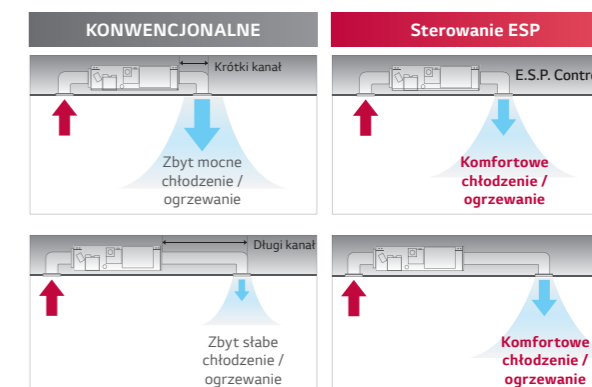 KONWENCJONALNE
Sterowanie ESP
Krótki kanał
E.S.P. Contro
Zbyt mocne
chłodzenie /
ogrzewanie
Komfortowe
chłodzenie /
ogrzewanie
Długi kanał
Zbyt słabe
chłodzenie /
ogrzewanie
Komfortowe
chłodzenie /
ogrzewanie